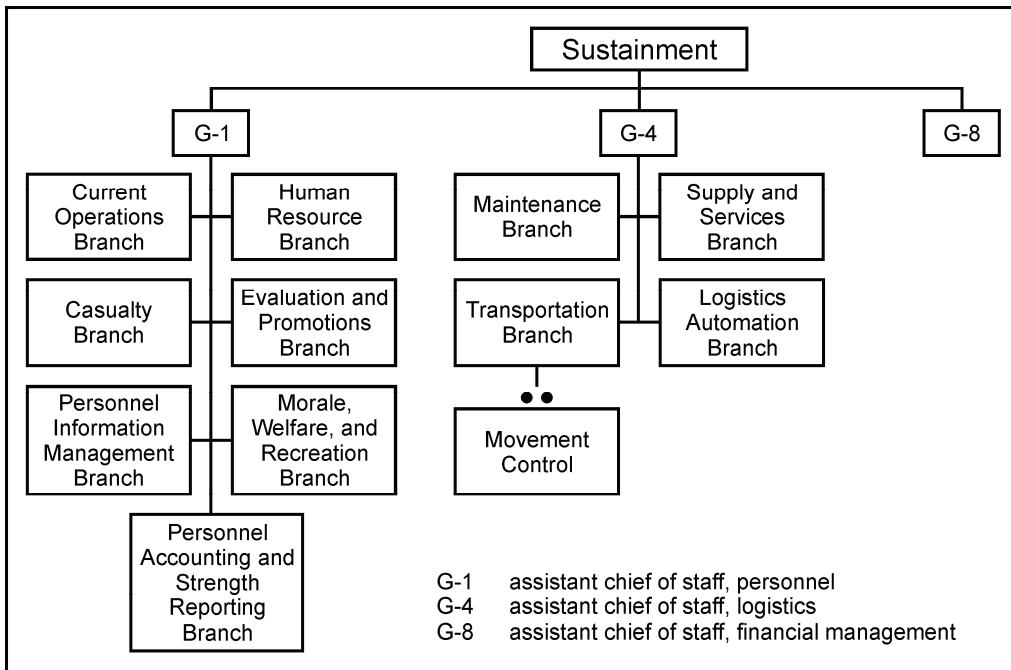 Sustainment
G-1
G-4
G-8
Current
Operations
Branch
Human
Resource
Branch
Maintenance
Branch
Supply and
Services
Branch
Casualty
Branch
Evaluation and
Promotions
Branch
Transportation
Branch
Logistics
Automation
Branch
Personnel
Information
Management
Branch
Morale,
Welfare, and
Recreation
Branch
Movement
Control
Personnel
Accounting and
Strength
Reporting
Branch
G-1 assistant chief of staff, personnel
G-4 assistant chief of staff, logistics
G-8 assistant chief of staff, financial management